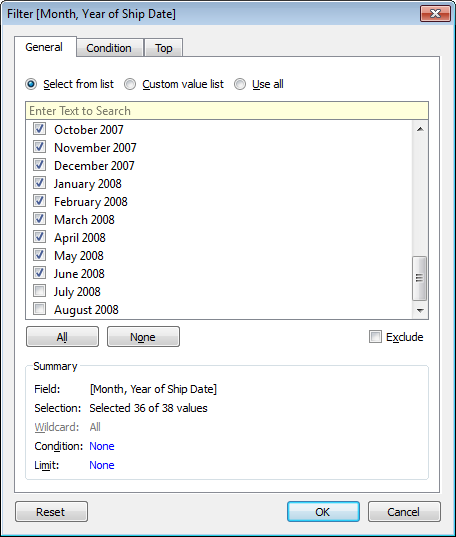 Filter [Month, Year of Ship Date]
General Condition Top
Select from list Custom value list Use all
Enter Text to Search
October 2007
November 2007
December 2007
January 2008
February 2008
March 2008
April 2008
May 2008
June 2008
July 2008
August 2008
All None Exclude
Summary
Field: [Month, Year of Ship Date]
Selection: Selected 36 of 38 values
Wildcard: All
Condition: None
Limit: None
Reset OK Cancel